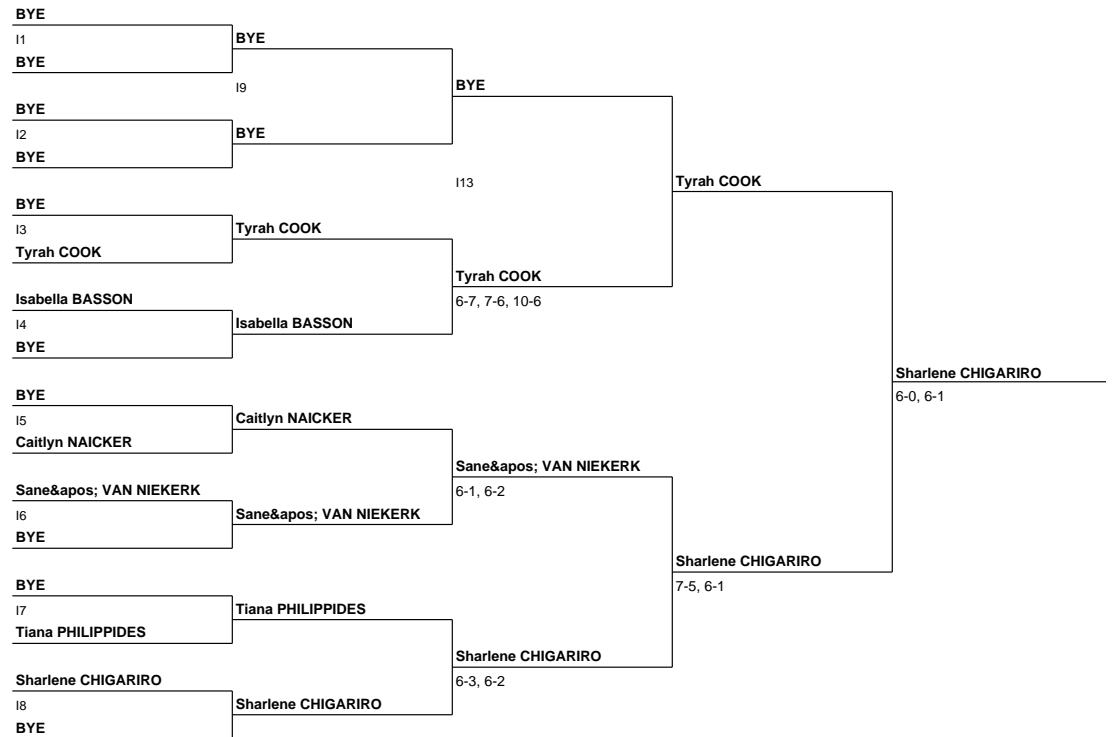 BYE
I1
BYE
BYE
I9
BYE
I2
BYE
BYE
BYE
I13
BYE
I3
Tyrah COOK
Tyrah COOK
Isabella BASSON
I4
BYE
Isabella BASSON
Tyrah COOK
6-7, 7-6, 10-6
Tyrah COOK
BYE
I5
Caitlyn NAICKER
Caitlyn NAICKER
Sane&apos; VAN NIEKERK
I6
BYE
Sane&apos; VAN NIEKERK
Sane&apos; VAN NIEKERK
6-1, 6-2
BYE
I7
Tiana PHILIPPIDES
Tiana PHILIPPIDES
Sharlene CHIGARIRO
I8
BYE
Sharlene CHIGARIRO
Sharlene CHIGARIRO
6-3, 6-2
Sharlene CHIGARIRO
7-5, 6-1
Sharlene CHIGARIRO
6-0, 6-1